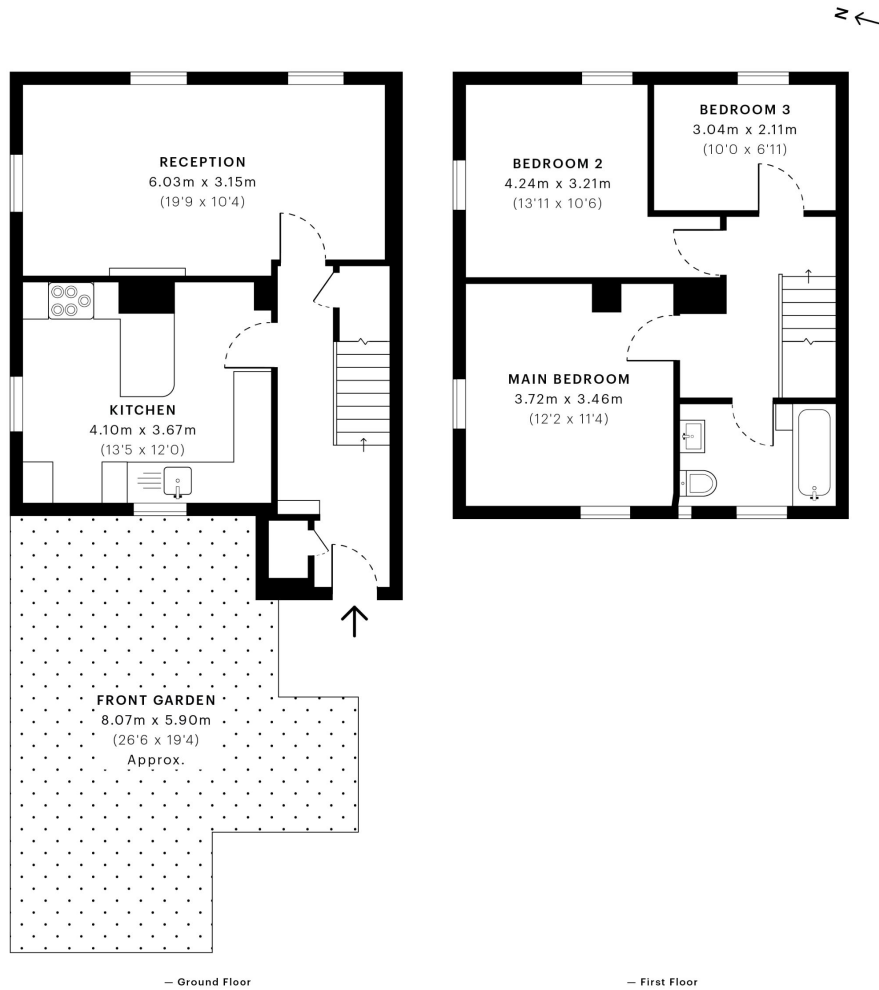 N
RECEPTION
6.03m x 3.15m
(19'9 x 10'4)
KITCHEN
4.10m x 3.67m
(13'5 x 12'0)
FRONT GARDEN
8.07m x 5.90m
(26'6 x 19'4)
Approx.
— Ground Floor
BEDROOM 2
4.24m x 3.21m
(13'11 x 10'6)
BEDROOM 3
3.04m x 2.11m
(10'0 x 6'11)
MAIN BEDROOM
3.72m x 3.46m
(12'2 x 11'4)
— First Floor